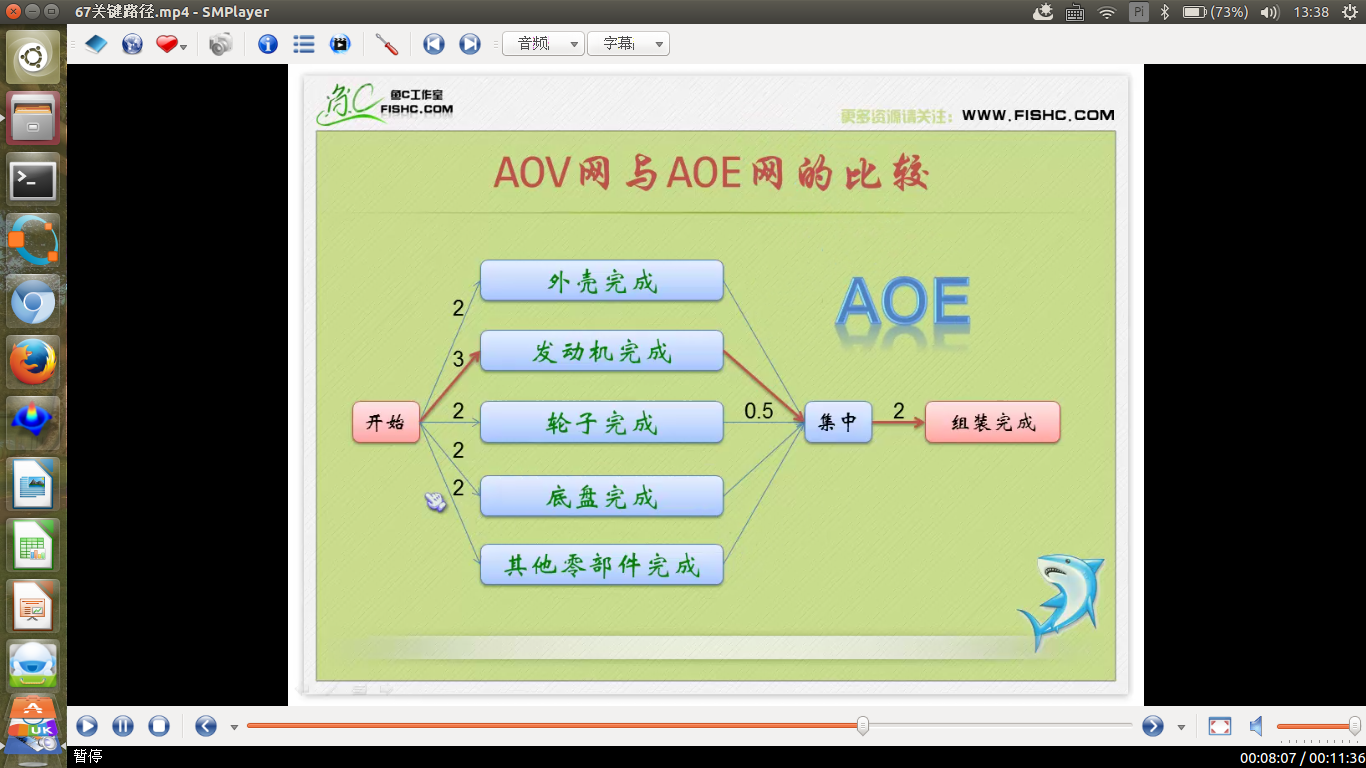 67关键路径.mp4 - SMPlayer
Pi
(73%)
13:38
音频
字幕
鱼C工作室
FISHC.COM
更多资源请关注：
WWW.FISHC.COM
AOV网与AOE网的比较
外壳完成
AOE
2
发动机完成
3
开始
2
轮子完成
0.5
集中
2
组装完成
2
底盘完成
2
其他零部件完成
UK
暂停
00:08:07 / 00:11:36